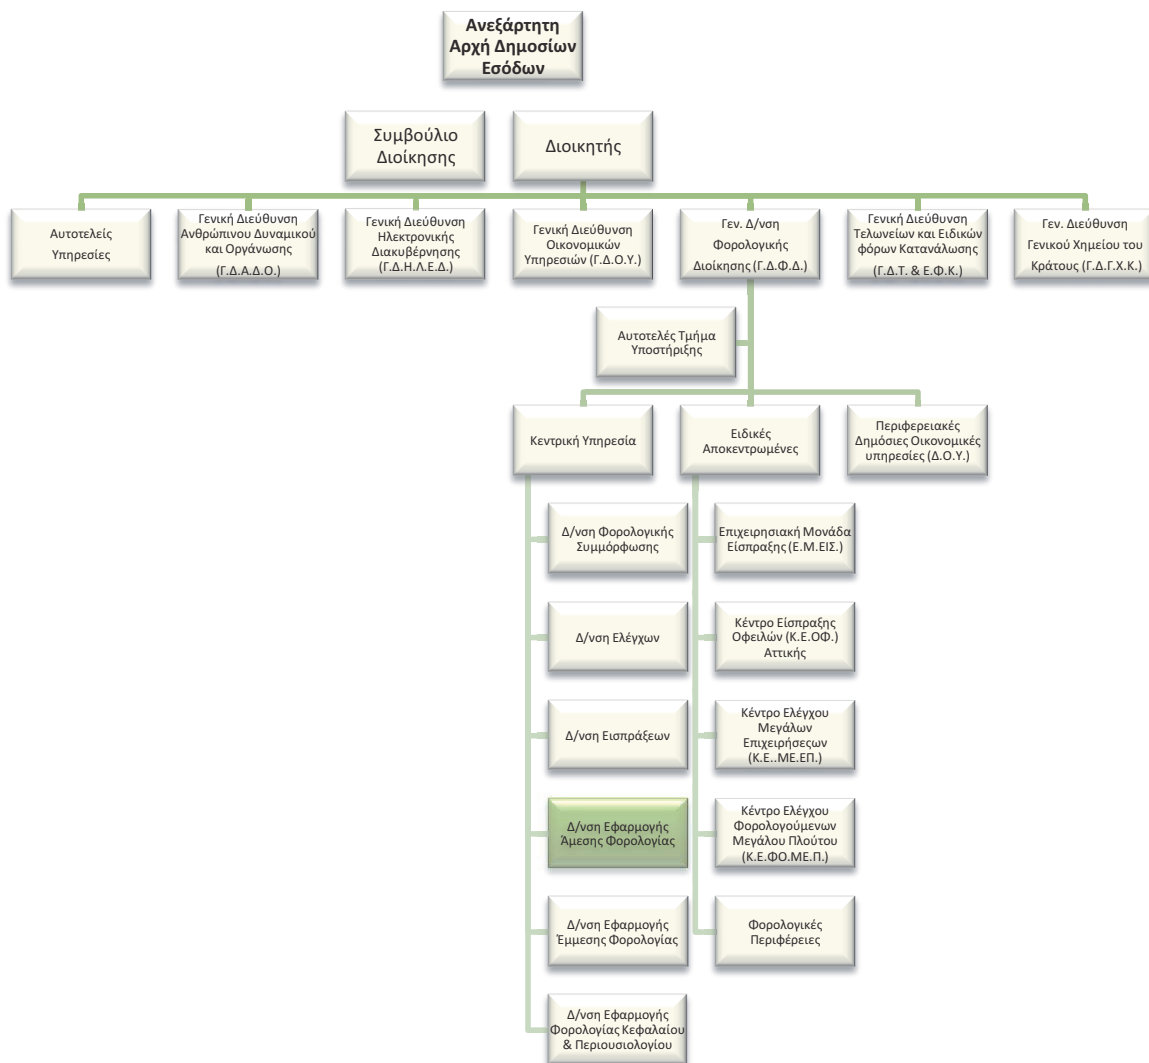 Ανεξάρτητη
Αρχή Δημοσίων
Εσόδων
Συμβούλιο
Διοίκησης
Διοικητής
Αυτοτελείς
Υπηρεσίες
Γενική Διεύθυνση
Ανθρώπινου Δυναμικού
και Οργάνωσης
(Γ.Δ.Α.Δ.Ο.)
Γενική Διεύθυνση
Ηλεκτρονικής
Διακυβέρνησης
(Γ.Δ.Η.Λ.Ε.Δ.)
Γενική Διεύθυνση
Οικονομικών
Υπηρεσιών (Γ.Δ.Ο.Υ.)
Γεν. Δ/νση
Φορολογικής
Διοίκησης (Γ.Δ.Φ.Δ.)
Γενική Διεύθυνση
Τελωνείων και Ειδικών
φόρων Κατανάλωσης
(Γ.Δ.Τ. & Ε.Φ.Κ.)
Γεν. Διεύθυνση
Γενικού Χημείου του
Κράτους (Γ.Δ.Γ.Χ.Κ.)
Αυτοτελές Τμήμα
Υποστήριξης
Κεντρική Υπηρεσία
Ειδικές
Αποκεντρωμένες
Περιφερειακές
Δημόσιες Οικονομικές
υπηρεσίες (Δ.Ο.Υ.)
Δ/νση Φορολογικής
Συμμόρφωσης
Δ/νση Ελέγχων
Δ/νση Εισπράξεων
Δ/νση Εφαρμογής
Άμεσης Φορολογίας
Δ/νση Εφαρμογής
Έμμεσης Φορολογίας
Δ/νση Εφαρμογής
Φορολογίας Κεφαλαίου
& Περιουσιολογίου
Επιχειρησιακή Μονάδα
Είσπραξης (Ε.Μ.ΕΙΣ.)
Κέντρο Είσπραξης
Οφειλών (Κ.Ε.ΟΦ.)
Αττικής
Κέντρο Ελέγχου
Μεγάλων
Επιχειρήσεςων
(Κ.Ε..ΜΕ.ΕΠ.)
Κέντρο Ελέγχου
Φορολογούμενων
Μεγάλου Πλούτου
(Κ.Ε.ΦΟ.ΜΕ.Π.)
Φορολογικές
Περιφέρειες